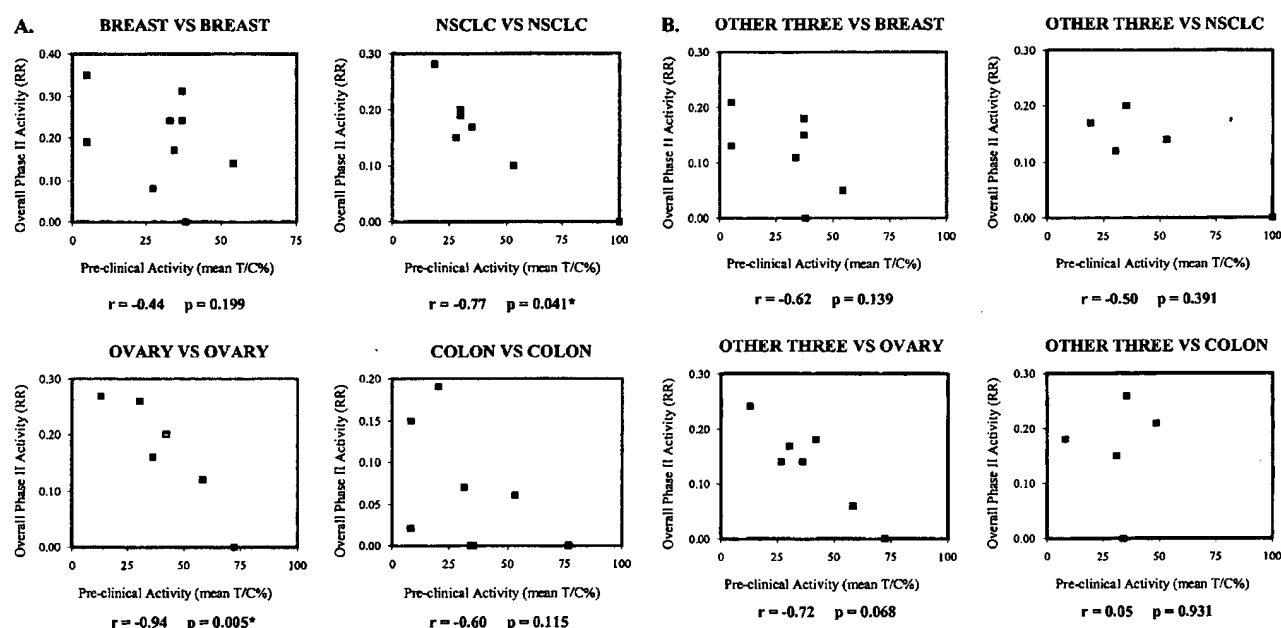 A.
BREAST VS BREAST
Overall Phase II Activity (RR)
0.40
0.30
0.20
0.10
0.00
0 25 50 75
Pre-clinical Activity (mean T/C%)
r = -0.44 p = 0.199
NSCLC VS NSCLC
Overall Phase II Activity (RR)
0.30
0.20
0.10
0.00
0 25 50 75 100
Pre-clinical Activity (mean T/C%)
r = -0.77 p = 0.041*
OVARY VS OVARY
Overall Phase II Activity (RR)
0.30
0.20
0.10
0.00
0 25 50 75 100
Pre-clinical Activity (mean T/C%)
r = -0.94 p = 0.005*
COLON VS COLON
Overall Phase II Activity (RR)
0.20
0.15
0.10
0.05
0.00
0 25 50 75 100
Pre-clinical Activity (mean T/C%)
r = -0.60 p = 0.115
B.
OTHER THREE VS BREAST
Overall Phase II Activity (RR)
0.30
0.20
0.10
0.00
0 25 50 75 100
Pre-clinical Activity (mean T/C%)
r = -0.62 p = 0.139
OTHER THREE VS NSCLC
Overall Phase II Activity (RR)
0.30
0.20
0.10
0.00
0 25 50 75 100
Pre-clinical Activity (mean T/C%)
r = -0.50 p = 0.391
OTHER THREE VS OVARY
Overall Phase II Activity (RR)
0.30
0.20
0.10
0.00
0 25 50 75 100
Pre-clinical Activity (mean T/C%)
r = -0.72 p = 0.068
OTHER THREE VS COLON
Overall Phase II Activity (RR)
0.30
0.20
0.10
0.00
0 25 50 75 100
Pre-clinical Activity (mean T/C%)
r = 0.05 p = 0.931